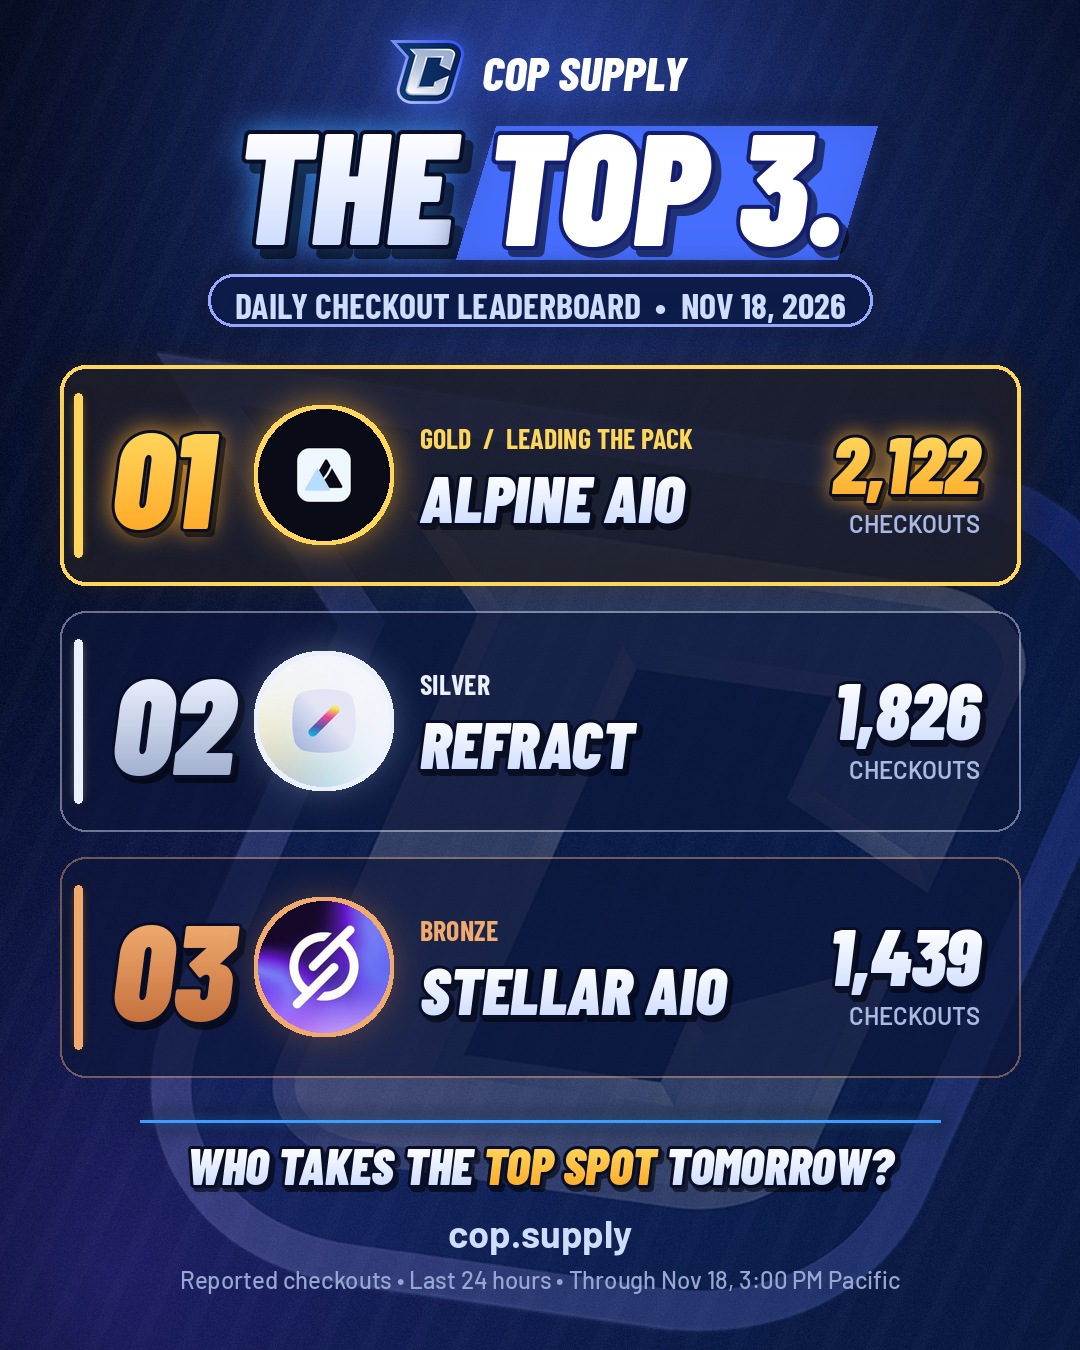 COP SUPPLY
THE TOP 3.
DAILY CHECKOUT LEADERBOARD • NOV 18, 2026
01
GOLD / LEADING THE PACK
ALPINE AIO
2,122
CHECKOUTS
02
SILVER
REFRACT
1,826
CHECKOUTS
03
BRONZE
STELLAR AIO
1,439
CHECKOUTS
WHO TAKES THE TOP SPOT TOMORROW?
cop.supply
Reported checkouts • Last 24 hours • Through Nov 18, 3:00 PM Pacific